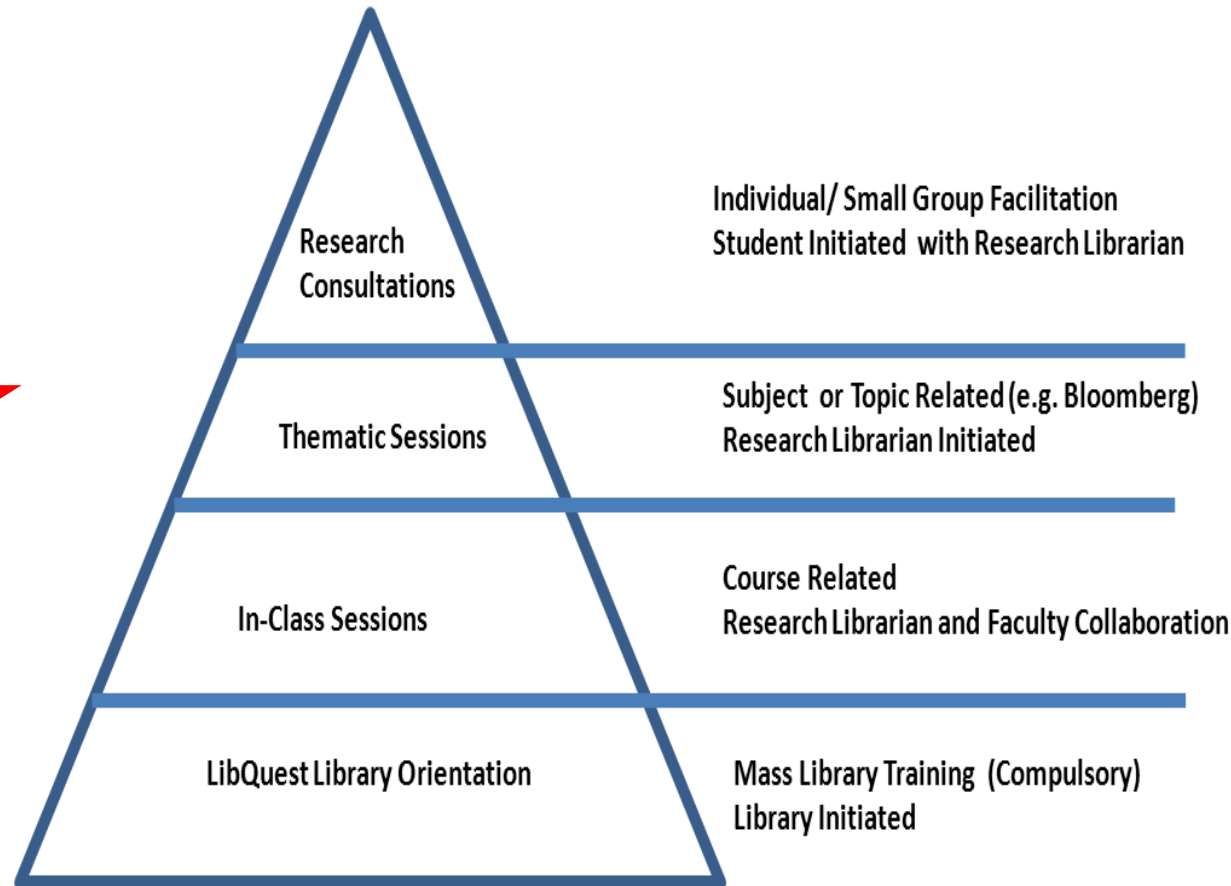 Research
Consultations
Individual/ Small Group Facilitation
Student Initiated with Research Librarian
Thematic Sessions
Subject or Topic Related (e.g. Bloomberg)
Research Librarian Initiated
In-Class Sessions
Course Related
Research Librarian and Faculty Collaboration
LibQuest Library Orientation
Mass Library Training (Compulsory)
Library Initiated